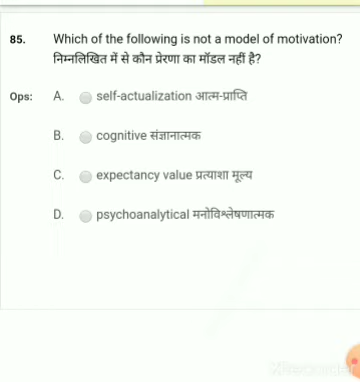 85. Which of the following is not a model of motivation?
निम्नलिखित में से कौन प्रेरणा का मॉडल नहीं है?
Ops: A. self-actualization आत्म-प्राप्ति
B. cognitive संज्ञानात्मक
C. expectancy value प्रत्याशा मूल्य
D. psychoanalytical मनोविश्लेषणात्मक